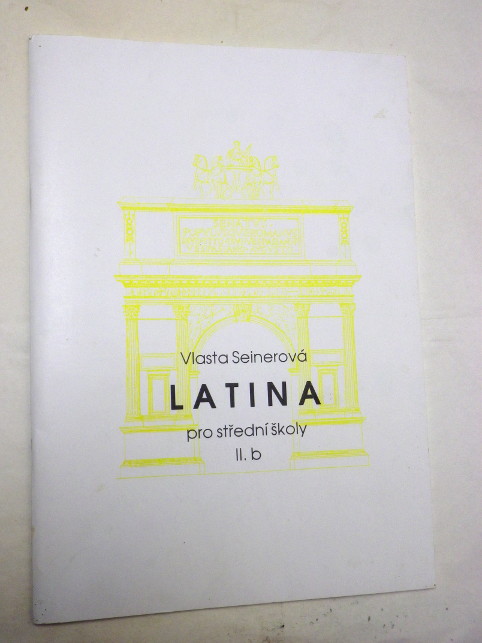 Vlasta Seinerová
LATINA
pro střední školy
II. b